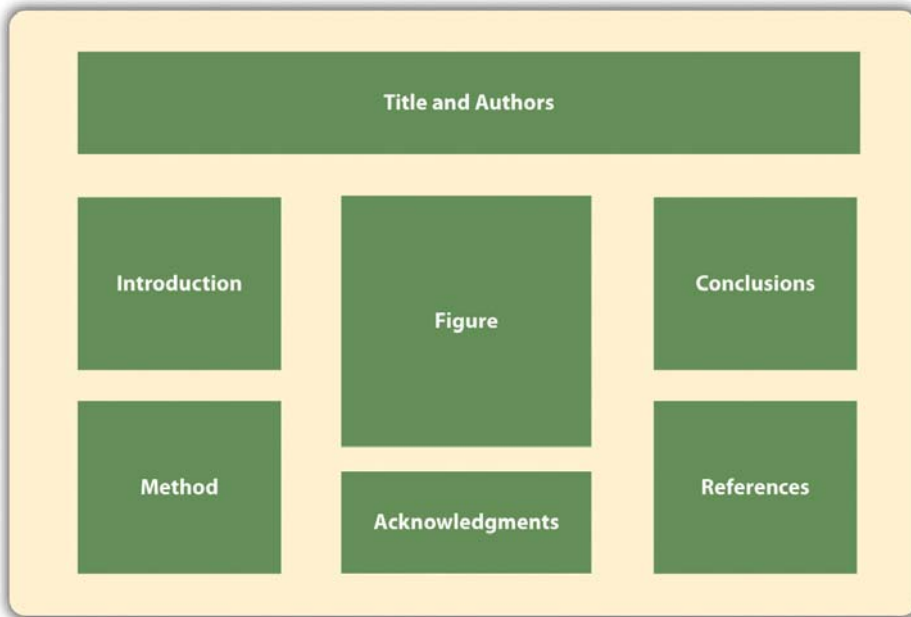 Title and Authors
Introduction
Method
Figure
Acknowledgments
Conclusions
References